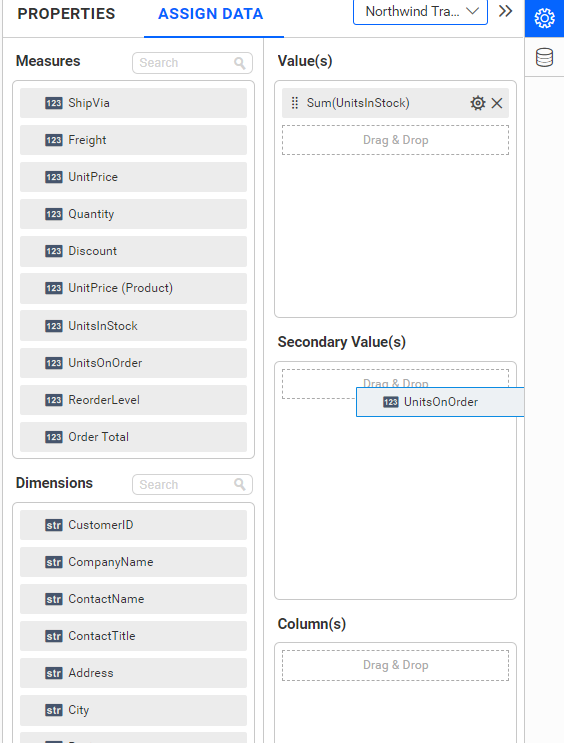 PROPERTIES
ASSIGN DATA
Northwind Tra...
Measures
Search
123 ShipVia
123 Freight
123 UnitPrice
123 Quantity
123 Discount
123 UnitPrice (Product)
123 UnitsInStock
123 UnitsOnOrder
123 ReorderLevel
123 Order Total
Dimensions
Search
str CustomerID
str CompanyName
str ContactName
str ContactTitle
str Address
str City
Value(s)
Sum(UnitsInStock)
Drag & Drop
Secondary Value(s)
Drag & Drop
123 UnitsOnOrder
Column(s)
Drag & Drop